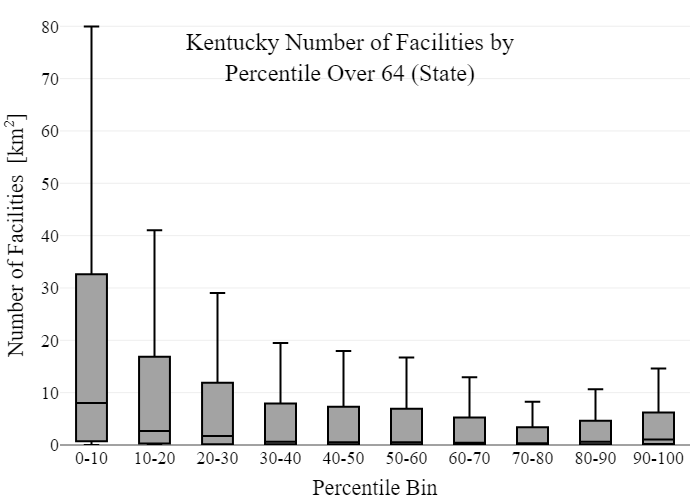 Kentucky Number of Facilities by
Percentile Over 64 (State)
Number of Facilities [km²]
80
70
60
50
40
30
20
10
0
0-10 10-20 20-30 30-40 40-50 50-60 60-70 70-80 80-90 90-100
Percentile Bin